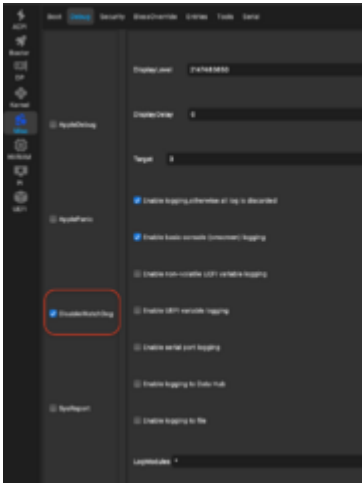 Boot Debug Security BlessOverride Entries Tools Serial
ACPI
Booter
DP
Kernel
Misc
NVRAM
PI
UEFI
DisplayLevel 2147483650
DisplayDelay 0
AppleDebug
Target 3
Enable logging,otherwise all log is discarded
ApplePanic
Enable basic console (onscreen) logging
Enable non-volatile UEFI variable logging
DisableWatchDog
Enable UEFI variable logging
Enable serial port logging
Enable logging to Data Hub
SysReport
Enable logging to file
LogModules *